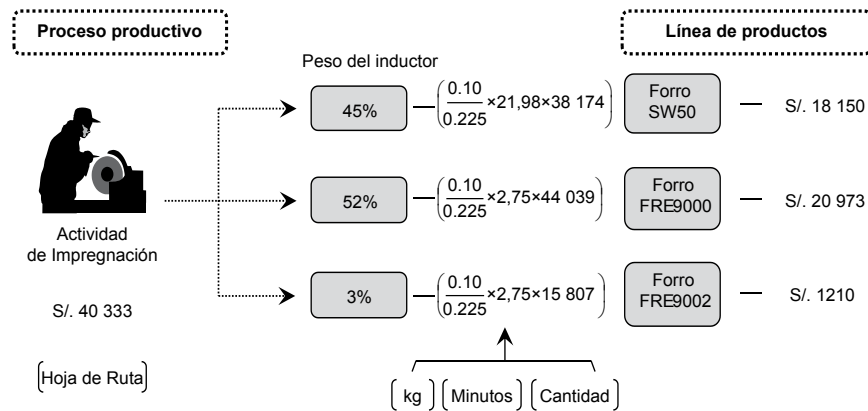 Proceso productivo
Línea de productos
Peso del inductor
45%
(0.10/0.225 ×21,98×38 174)
Forro
SW50
S/. 18 150
52%
(0.10/0.225 ×2,75×44 039)
Forro
FRE9000
S/. 20 973
Actividad
de Impregnación
3%
(0.10/0.225 ×2,75×15 807)
Forro
FRE9002
S/. 1210
S/. 40 333
[Hoja de Ruta]
[kg] [Minutos] [Cantidad]